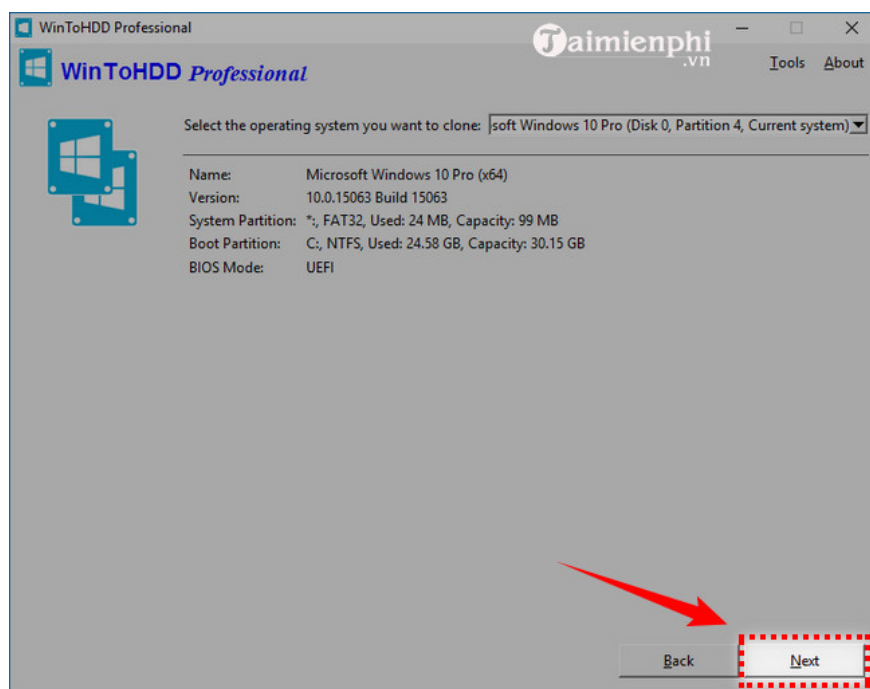 WinToHDD Professional
Taimienphi
.vn
WinToHDD Professional
Tools About
Select the operating system you want to clone: soft Windows 10 Pro (Disk 0, Partition 4, Current system)
Name: Microsoft Windows 10 Pro (x64)
Version: 10.0.15063 Build 15063
System Partition: *:, FAT32, Used: 24 MB, Capacity: 99 MB
Boot Partition: C:, NTFS, Used: 24.58 GB, Capacity: 30.15 GB
BIOS Mode: UEFI
Back Next